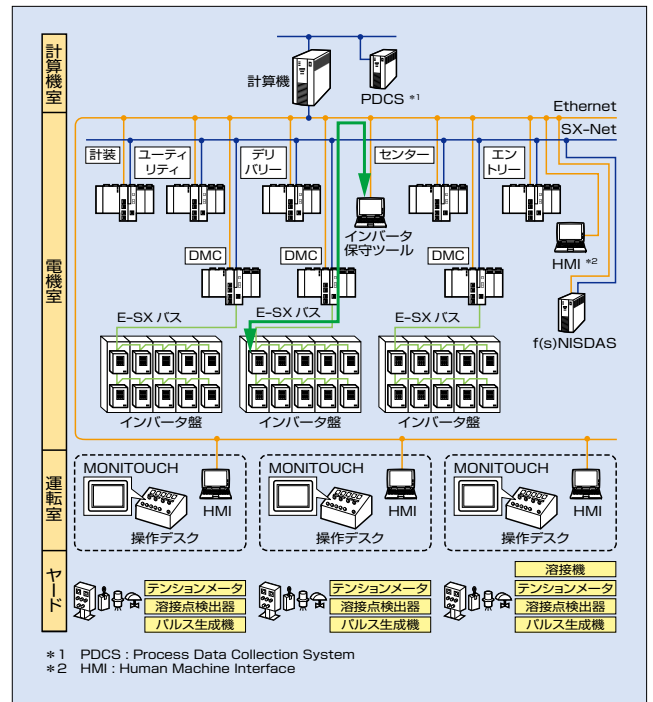 計算機室
計算機
PDCS *1
Ethernet
SX-Net
電機室
計装
ユーティリティ
デリバリー
センター
エントリー
インバータ
保守ツール
HMI *2
DMC
DMC
DMC
f(s)NISDAS
E-SX バス
E-SX バス
E-SX バス
インバータ盤
インバータ盤
インバータ盤
運転室
MONITOUCH
HMI
操作デスク
MONITOUCH
HMI
操作デスク
MONITOUCH
HMI
操作デスク
ヤード
テンションメータ
溶接点検出器
パルス生成機
テンションメータ
溶接点検出器
パルス生成機
溶接機
テンションメータ
溶接点検出器
パルス生成機
*1 PDCS : Process Data Collection System
*2 HMI : Human Machine Interface